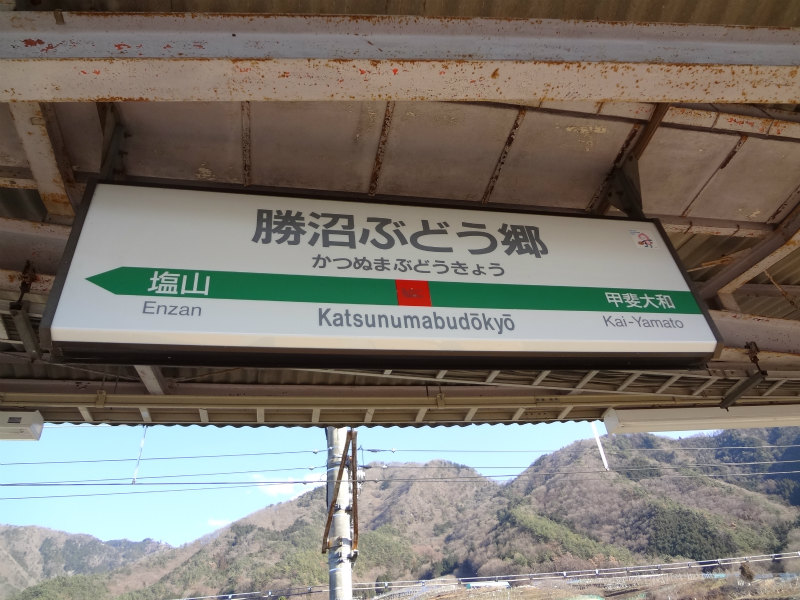 勝沼ぶどう郷
かつぬまぶどうきょう
塩山 甲斐大和
Enzan Katsunumabudōkyō Kai-Yamato